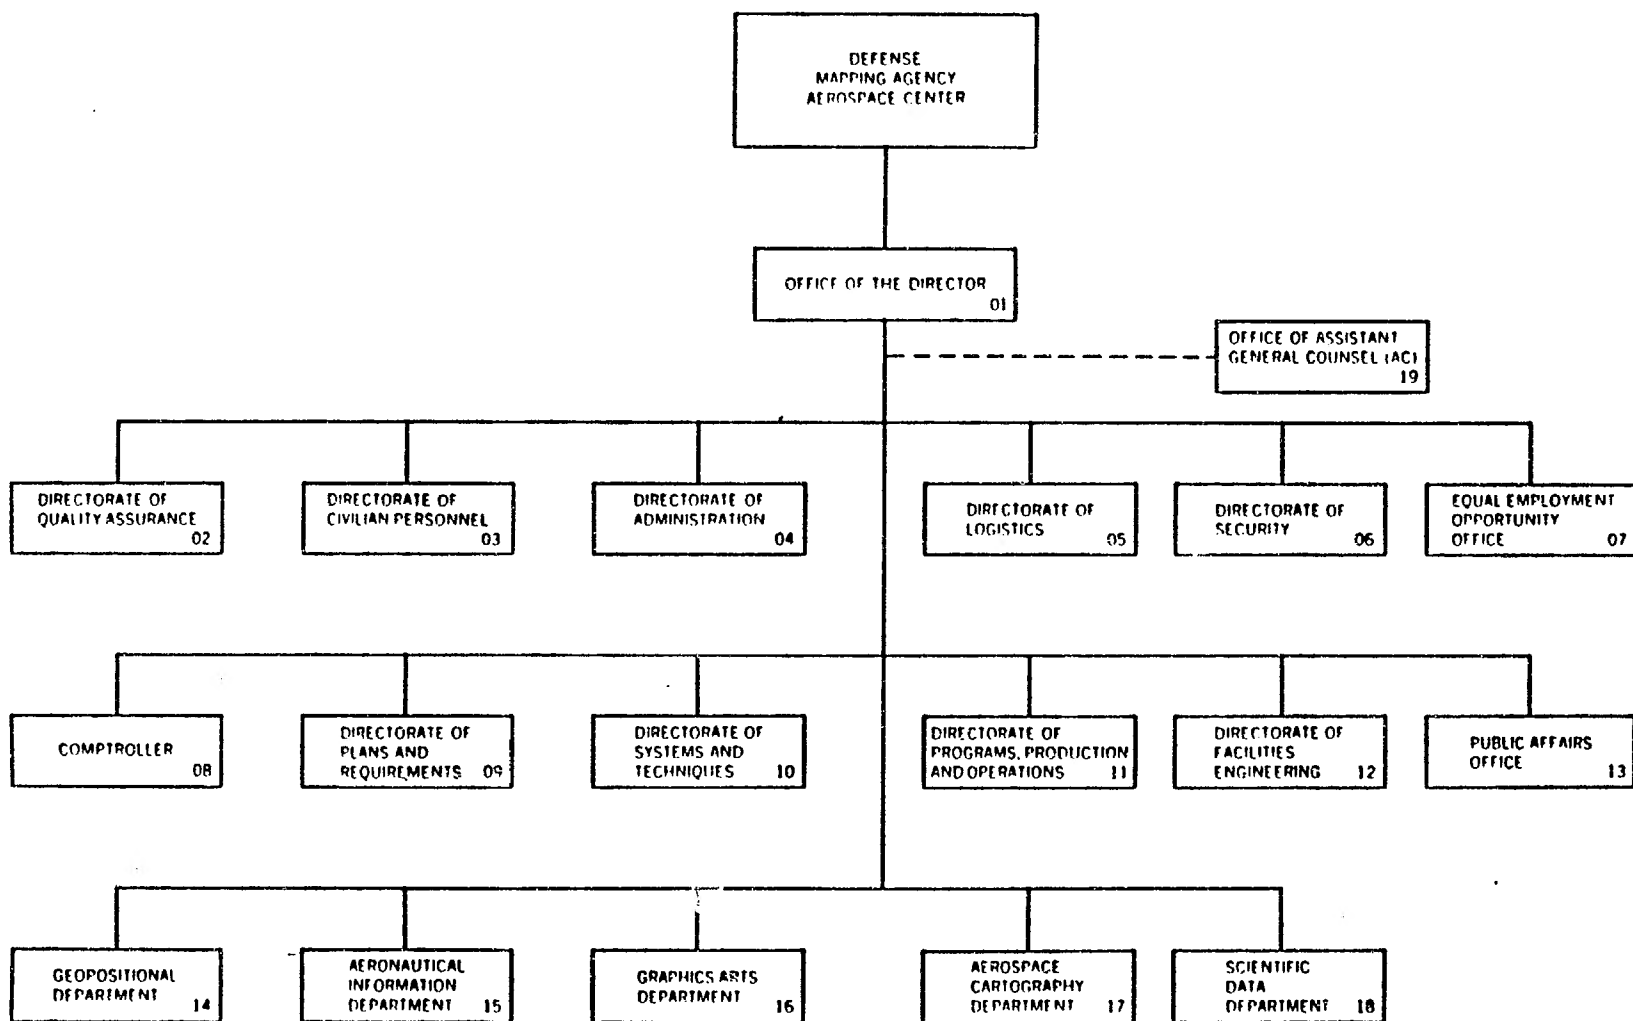 DEFENSE
MAPPING AGENCY
AEROSPACE CENTER
OFFICE OF THE DIRECTOR
01
OFFICE OF ASSISTANT
GENERAL COUNSEL (AC)
19
DIRECTORATE OF
QUALITY ASSURANCE
02
DIRECTORATE OF
CIVILIAN PERSONNEL
03
DIRECTORATE OF
ADMINISTRATION
04
DIRECTORATE OF
LOGISTICS
05
DIRECTORATE OF
SECURITY
06
EQUAL EMPLOYMENT
OPPORTUNITY
OFFICE
07
COMPTROLLER
08
DIRECTORATE OF
PLANS AND
REQUIREMENTS 09
DIRECTORATE OF
SYSTEMS AND
TECHNIQUES 10
DIRECTORATE OF
PROGRAMS, PRODUCTION
AND OPERATIONS 11
DIRECTORATE OF
FACILITIES
ENGINEERING 12
PUBLIC AFFAIRS
OFFICE 13
GEOPOSITIONAL
DEPARTMENT 14
AERONAUTICAL
INFORMATION
DEPARTMENT 15
GRAPHICS ARTS
DEPARTMENT 16
AEROSPACE
CARTOGRAPHY
DEPARTMENT 17
SCIENTIFIC
DATA
DEPARTMENT 18